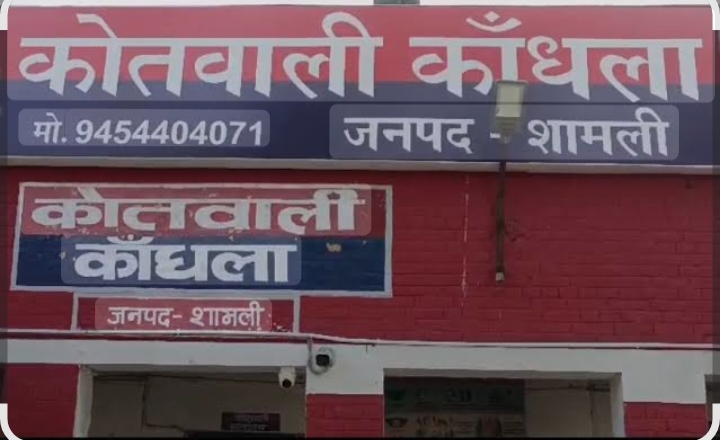 कोतवाली काँधला
मो. 9454404071 जनपद - शामली
कोतवाली
काँधला
जनपद- शामली